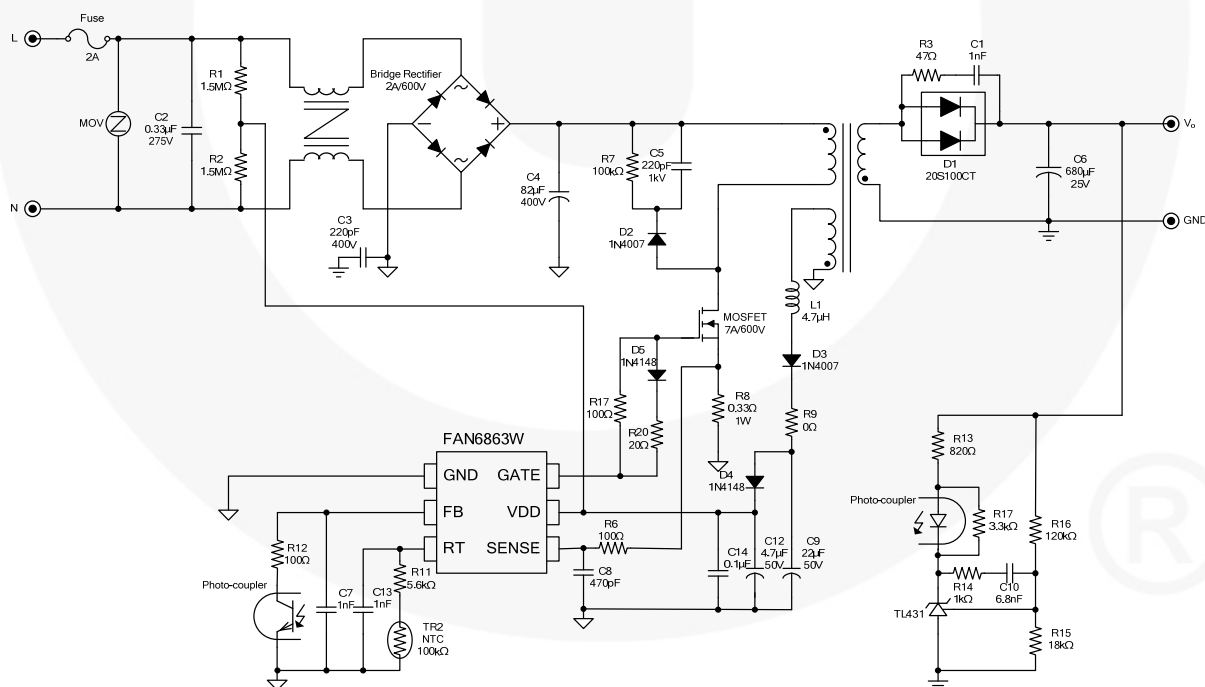 Fuse
L
2A
R1
1.5MΩ
Bridge Rectifier
2A/600V
R3
47Ω
C1
1nF
MOV
C2
0.33µF
275V
~
−
+
~
D1
20S100CT
Vo
R2
1.5MΩ
R7
100kΩ
C5
220pF
1kV
C4
82µF
400V
C6
680µF
25V
N
C3
220pF
400V
D2
1N4007
GND
L1
4.7µH
MOSFET
7A/600V
D5
1N4148
D3
1N4007
R17
100Ω
R8
0.33Ω
1W
R9
0Ω
R20
20Ω
FAN6863W
GND
GATE
FB
VDD
RT
SENSE
D4
1N4148
R13
820Ω
Photo-coupler
R17
3.3kΩ
R16
120kΩ
R12
100Ω
R6
100Ω
C14
0.1µF
C12
4.7µF
50V
C9
22µF
50V
R11
5.6kΩ
C8
470pF
Photo-coupler
C7
1nF
C13
1nF
R14
1kΩ
C10
6.8nF
TL431
TR2
NTC
100kΩ
R15
18kΩ
®